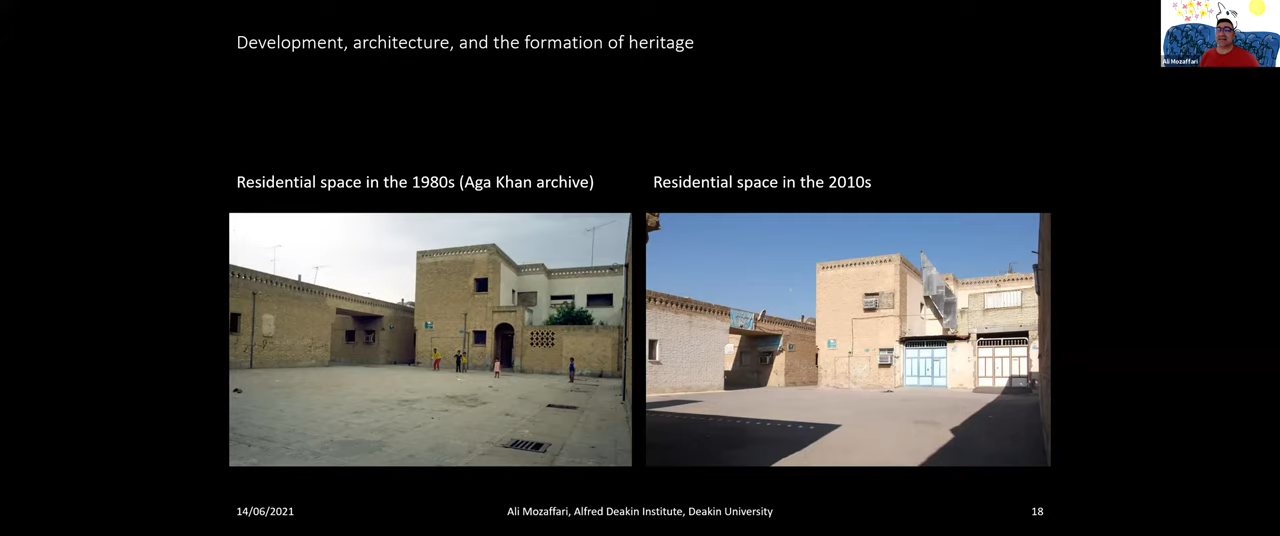 Development, architecture, and the formation of heritage
Ali Mozaffari
Residential space in the 1980s (Aga Khan archive)
Residential space in the 2010s
14/06/2021
Ali Mozaffari, Alfred Deakin Institute, Deakin University
18